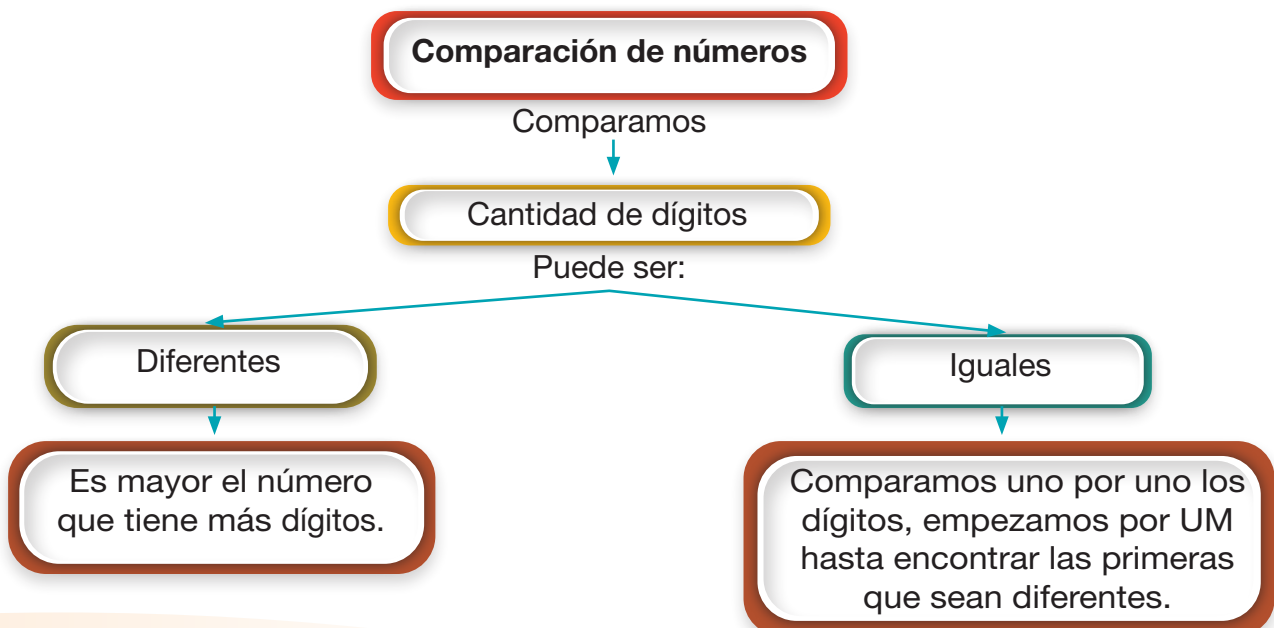 Comparación de números
Comparamos
Cantidad de dígitos
Puede ser:
Diferentes
Iguales
Es mayor el número
que tiene más dígitos.
Comparamos uno por uno los
dígitos, empezamos por UM
hasta encontrar las primeras
que sean diferentes.